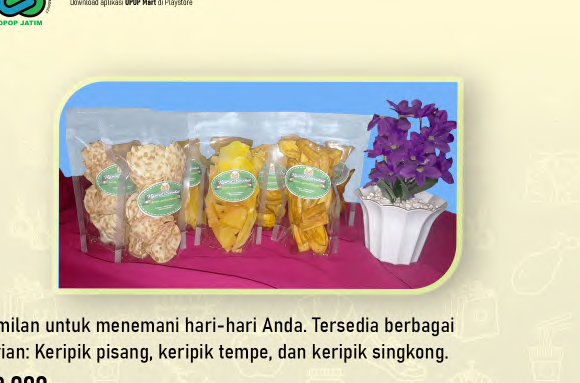 Download aplikasi OPOP Mart di Playstore
OPOP JATIM
milan untuk menemani hari-hari Anda. Tersedia berbagai
ian: Keripik pisang, keripik tempe, dan keripik singkong.